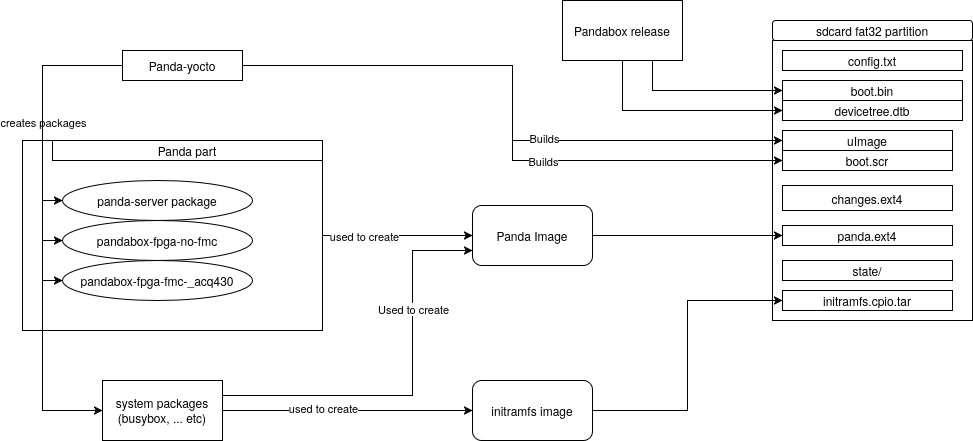 Pandabox release
sdcard fat32 partition
Panda-yocto
config.txt
boot.bin
devicetree.dtb
creates packages
Builds
uImage
Builds
boot.scr
Panda part
panda-server package
changes.ext4
pandabox-fpga-no-fmc
used to create
Panda Image
panda.ext4
pandabox-fpga-fmc-_acq430
state/
Used to create
initramfs.cpio.tar
system packages
(busybox, ... etc)
used to create
initramfs image